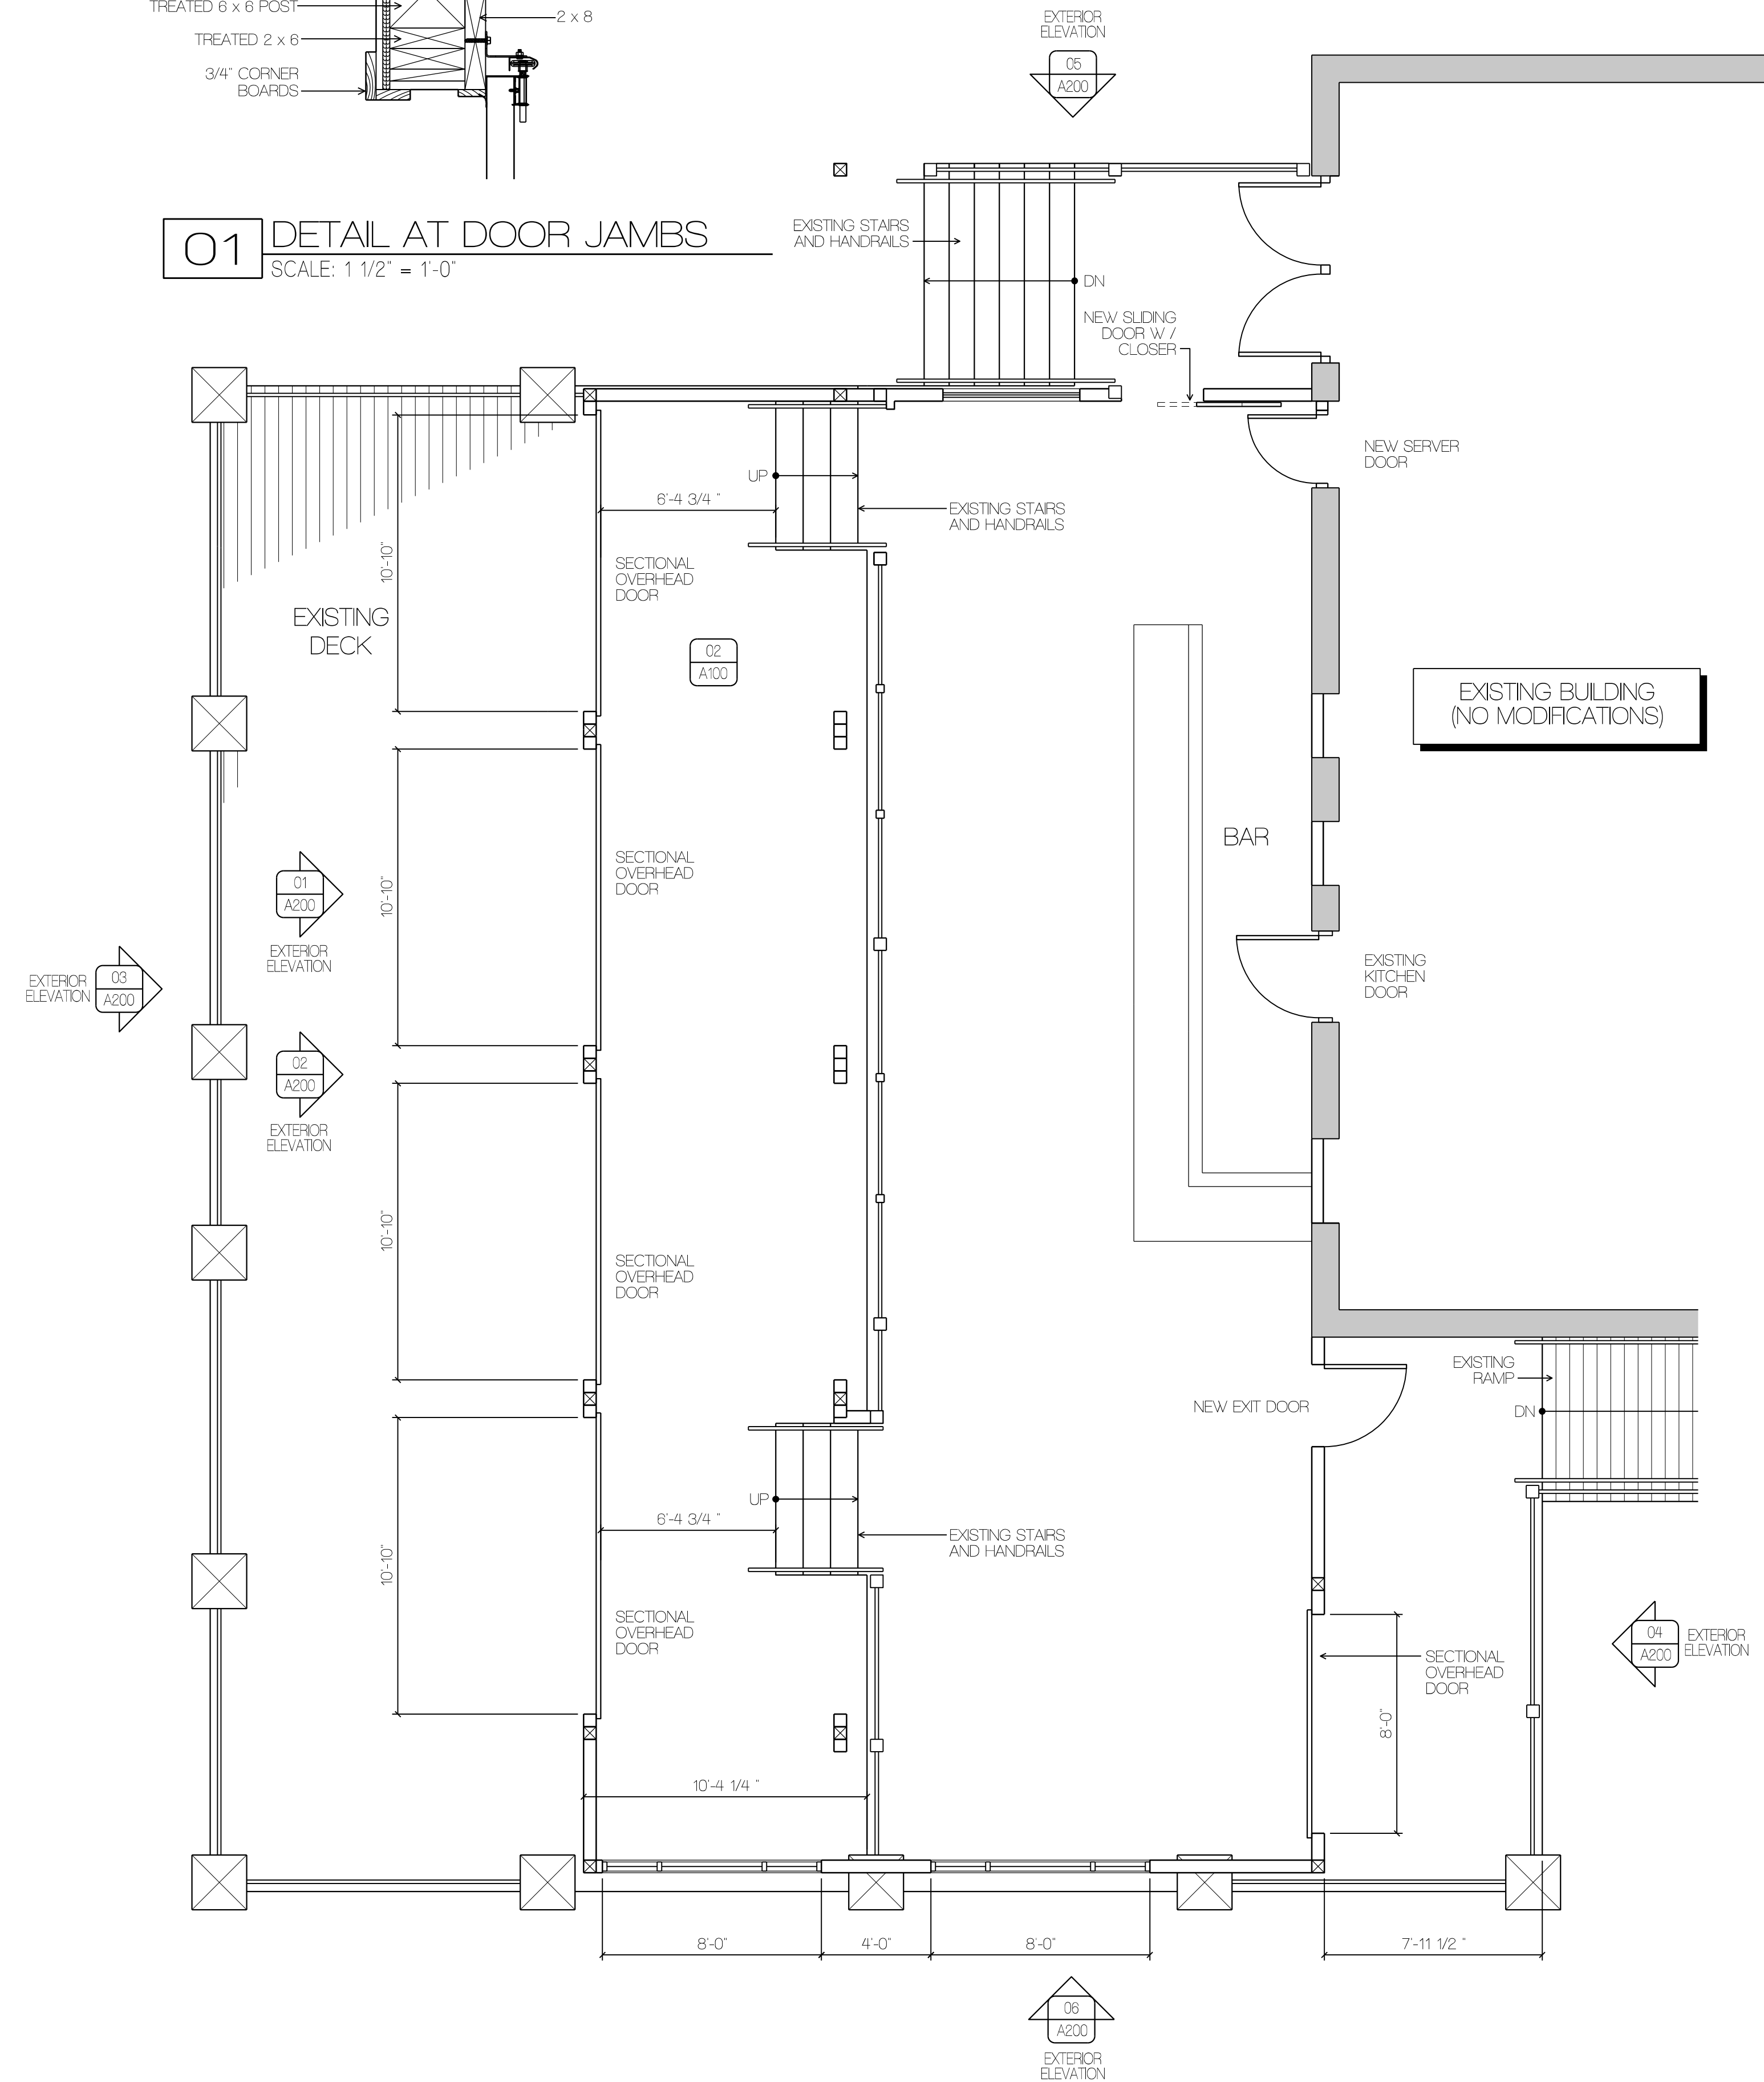 TREATED 6 x 6 POST
2 x 8
TREATED 2 x 6
3/4" CORNER
BOARDS
01
DETAIL AT DOOR JAMBS
SCALE: 1 1/2" = 1'-0"
EXTERIOR
ELEVATION
05
A200
EXISTING STAIRS
AND HANDRAILS
DN
NEW SLIDING
DOOR W /
CLOSER
NEW SERVER
DOOR
UP
6'-4 3/4 "
EXISTING STAIRS
AND HANDRAILS
10'-10"
SECTIONAL
OVERHEAD
DOOR
EXISTING
DECK
02
A100
EXISTING BUILDING
(NO MODIFICATIONS)
BAR
10'-10"
SECTIONAL
OVERHEAD
DOOR
01
A200
EXTERIOR
ELEVATION
EXTERIOR
ELEVATION
03
A200
EXISTING
KITCHEN
DOOR
02
A200
EXTERIOR
ELEVATION
10'-10"
SECTIONAL
OVERHEAD
DOOR
EXISTING
RAMP
DN
NEW EXIT DOOR
UP
6'-4 3/4 "
EXISTING STAIRS
AND HANDRAILS
10'-10"
SECTIONAL
OVERHEAD
DOOR
04
A200
EXTERIOR
ELEVATION
SECTIONAL
OVERHEAD
DOOR
8'-0"
10'-4 1/4 "
8'-0"
4'-0"
8'-0"
7'-11 1/2 "
06
A200
EXTERIOR
ELEVATION